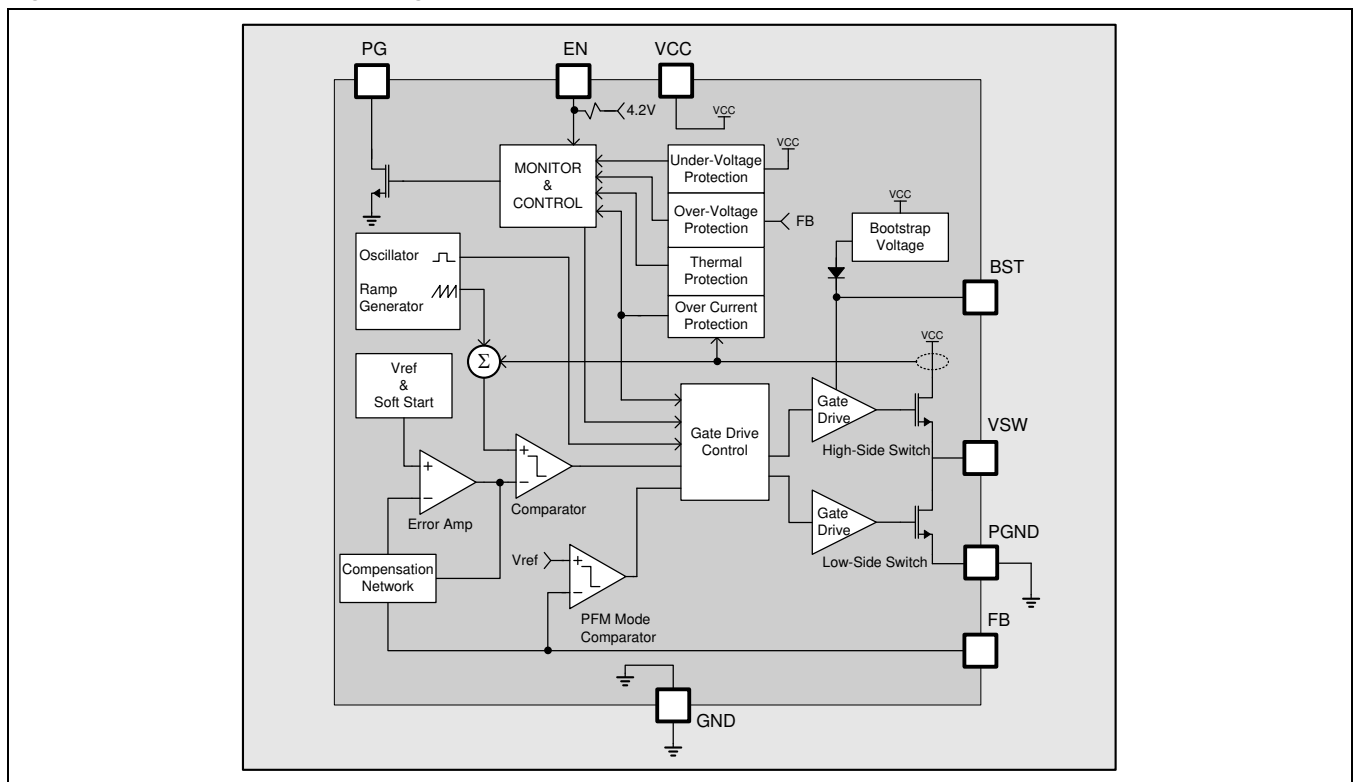 PG
EN
VCC
4.2V
VCC
MONITOR
&
CONTROL
Under-Voltage
Protection
VCC
Over-Voltage
Protection
FB
Thermal
Protection
Over Current
Protection
VCC
Bootstrap
Voltage
BST
Oscillator
Ramp
Generator
Σ
VCC
Vref
&
Soft Start
Gate Drive
Control
Gate
Drive
High-Side Switch
VSW
+
−
Error Amp
+
−
Comparator
Gate
Drive
Low-Side Switch
PGND
Compensation
Network
Vref
+
−
PFM Mode
Comparator
FB
GND